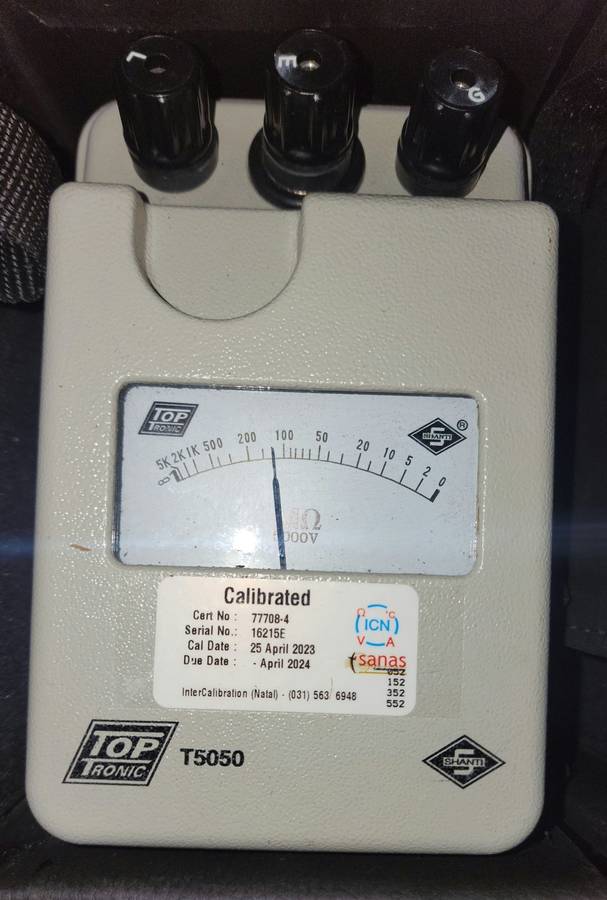 L
E
G
TOP
TRONIC
SHANTI
®
∞ 5K 2K 1K 500 200 100 50 20 10 5 2 0
MΩ
5000V
Calibrated
Cert No : 77708-4
Serial No.: 16215E
Cal Date : 25 April 2023
Due Date : - April 2024
Ω °C
ICN
V A
sanas
652
152
352
552
InterCalibration (Natal) - (031) 563 6948
TOP
TRONIC
T5050
SHANTI